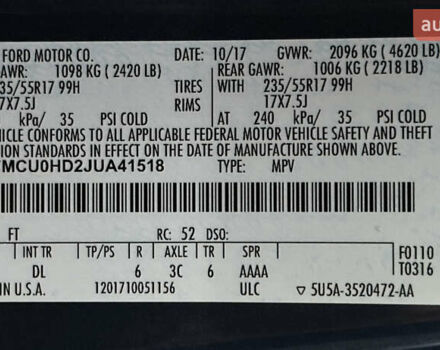 FORD MOTOR CO. DATE: 10/17 GVWR: 2096 KG (4620 LB)
GAWR: 1098 KG (2420 LB) REAR GAWR: 1006 KG (2218 LB)
35/55R17 99H TIRES WITH 235/55R17 99H
17X7.5J RIMS 17X7.5J
kPa/ 35 PSI COLD AT 240 kPa/ 35 PSI COLD
VEHICLE CONFORMS TO ALL APPLICABLE FEDERAL MOTOR VEHICLE SAFETY AND THEFT
STANDARDS IN EFFECT ON THE DATE OF MANUFACTURE SHOWN ABOVE.
MCU0HD2JUA41518 TYPE: MPV
FT RC: 52 DSO:
INT TR TP/PS R AXLE TR SPR F0110
DL 6 3C 6 AAAA T0316
IN U.S.A. 1201710051156 ULC ▽ 5U5A-3520472-AA
au